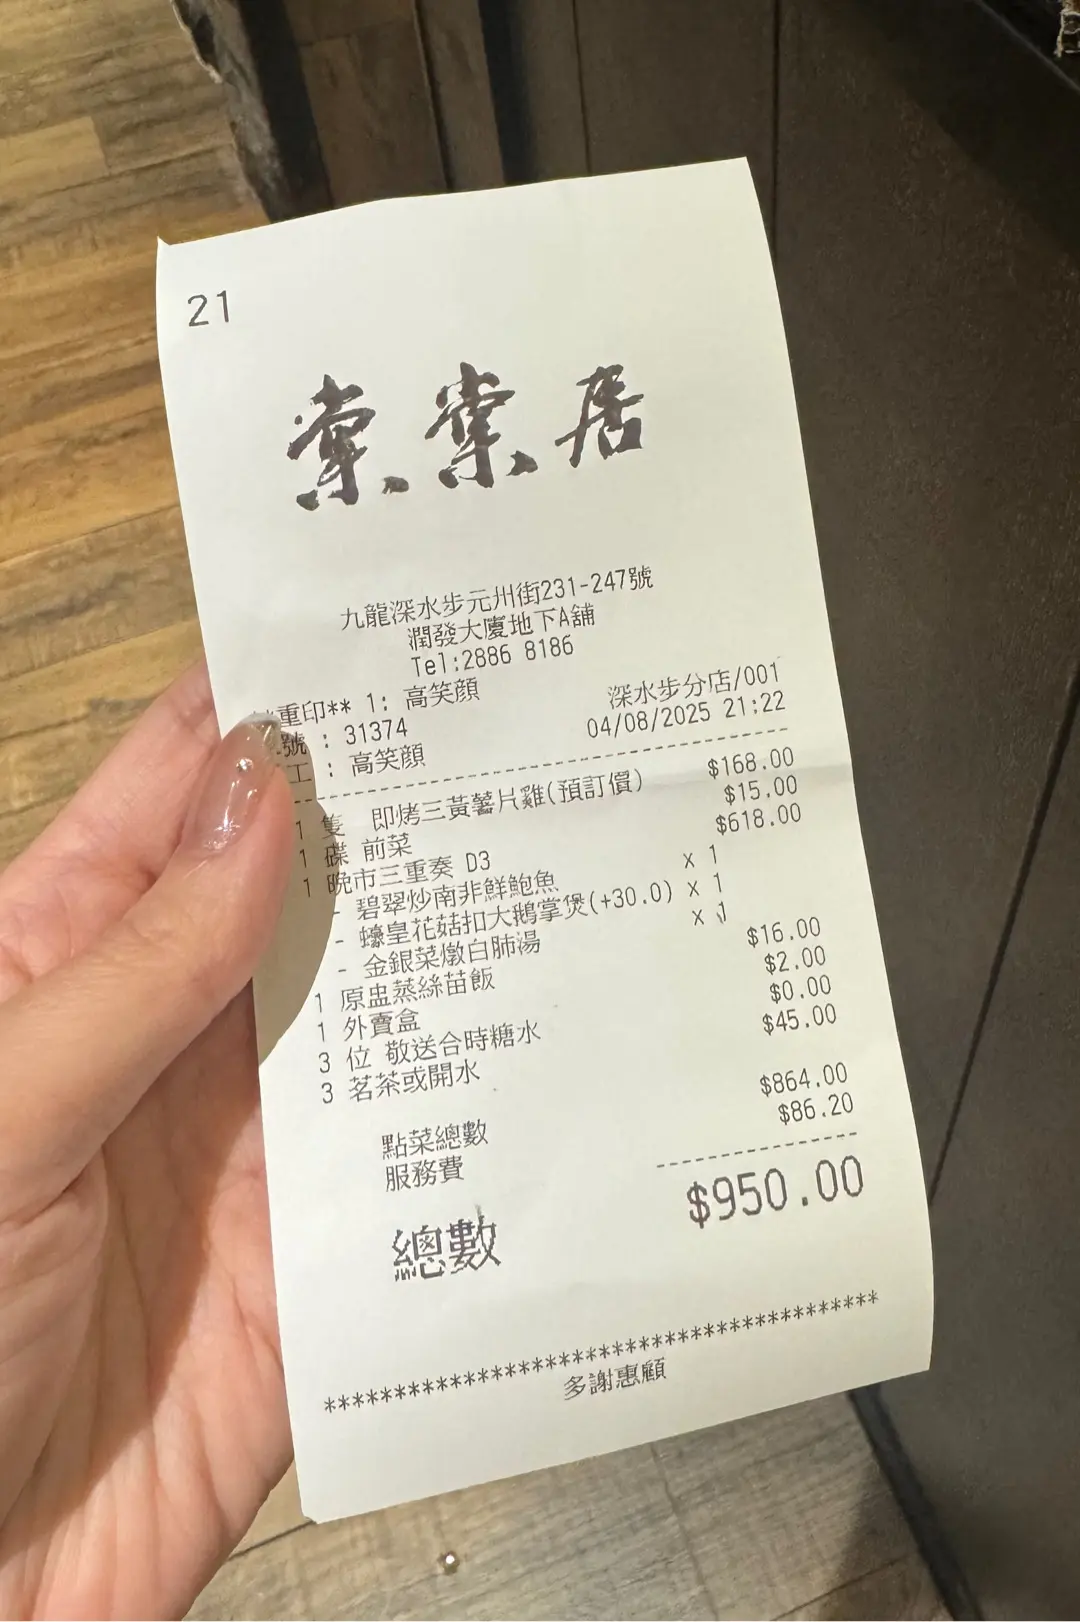 21
棠棠居
九龍深水步元州街231-247號
潤發大廈地下A舖
Tel:2886 8186
重印** 1: 高笑顏 深水步分店/001
號 : 31374 04/08/2025 21:22
工 : 高笑顏
1 隻 即烤三黃薯片雞(預訂價) $168.00
1 碟 前菜 $15.00
1 晚市三重奏 D3 $618.00
- 碧翠炒南非鮮鮑魚 x 1
- 蠔皇花菇扣大鵝掌煲(+30.0) x 1
- 金銀菜燉白肺湯 x 1
1 原盅蒸絲苗飯 $16.00
1 外賣盒 $2.00
3 位 敬送合時糖水 $0.00
3 茗茶或開水 $45.00
點菜總數 $864.00
服務費 $86.20
總數 $950.00
****************************************
多謝惠顧